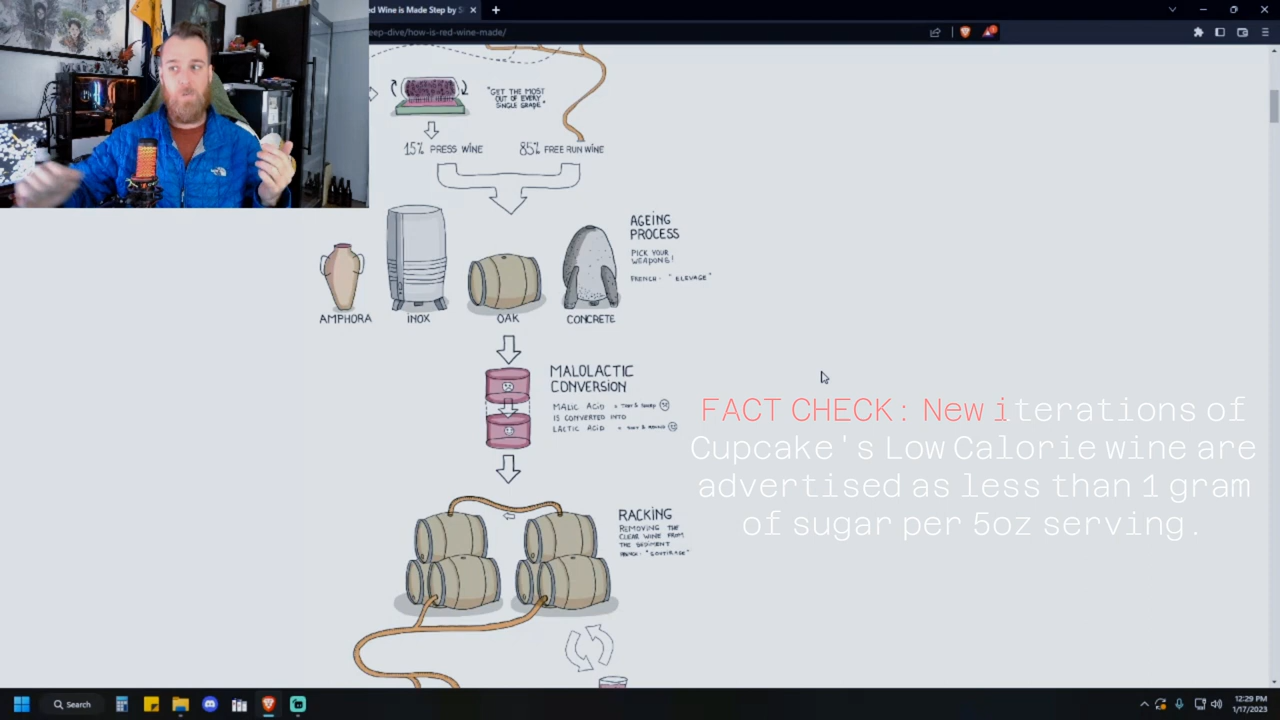 ed Wine is Made Step by S
eep-dive/how-is-red-wine-made/
"GET THE MOST
OUT OF EVERY
SINGLE GRADE"
15% PRESS WINE
85% FREE RUN WINE
AGEING
PROCESS
PICK YOUR
WEAPONS!
FRENCH: "ELEVAGE"
AMPHORA
INOX
OAK
CONCRETE
MALOLACTIC
CONVERSION
MALIC ACID
IS CONVERTED INTO
LACTIC ACID
FACT CHECK: New iterations of
Cupcake's Low Calorie wine are
advertised as less than 1 gram
of sugar per 5oz serving.
RACKING
REMOVING THE
CLEAR WINE FROM
THE SEDIMENT
"SOUTIRAGE"
Search
12:29 PM
1/17/2023